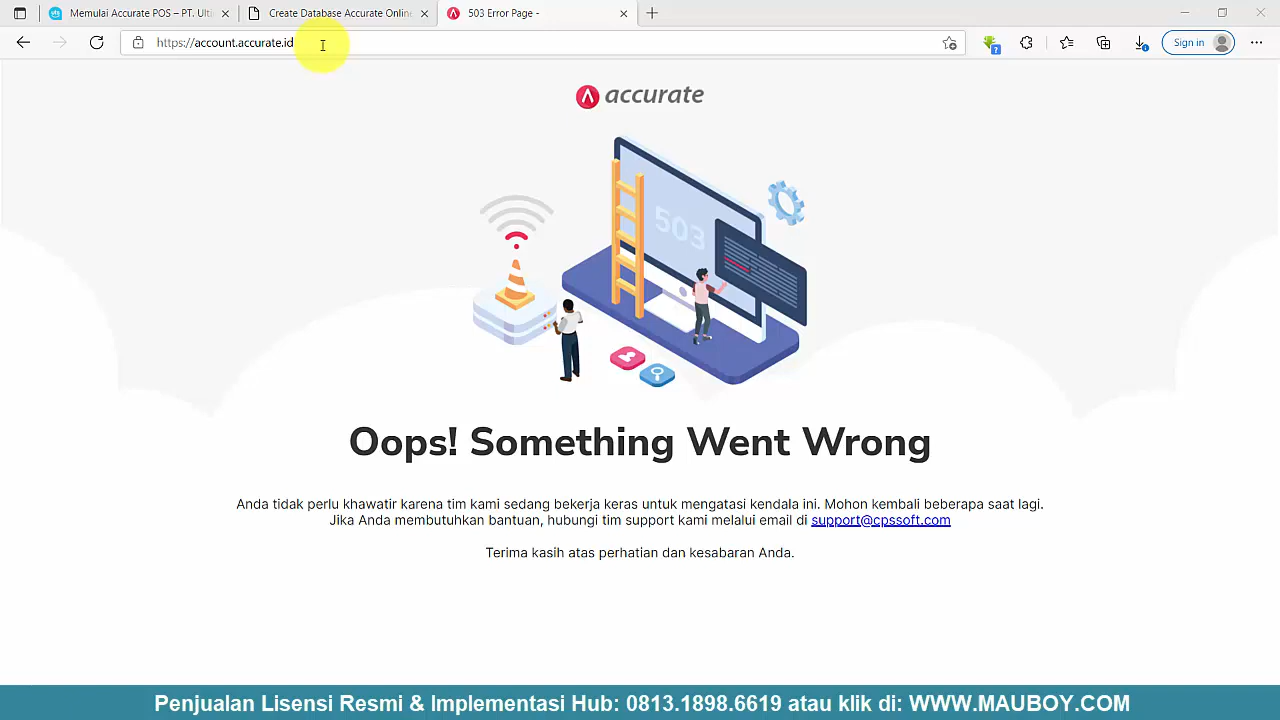 Memulai Accurate POS – PT. Ulti
Create Database Accurate Online
503 Error Page -
https://account.accurate.id
Sign in
accurate
503
Oops! Something Went Wrong
Anda tidak perlu khawatir karena tim kami sedang bekerja keras untuk mengatasi kendala ini. Mohon kembali beberapa saat lagi.
Jika Anda membutuhkan bantuan, hubungi tim support kami melalui email di support@cpssoft.com
Terima kasih atas perhatian dan kesabaran Anda.
Penjualan Lisensi Resmi & Implementasi Hub: 0813.1898.6619 atau klik di: WWW.MAUBOY.COM